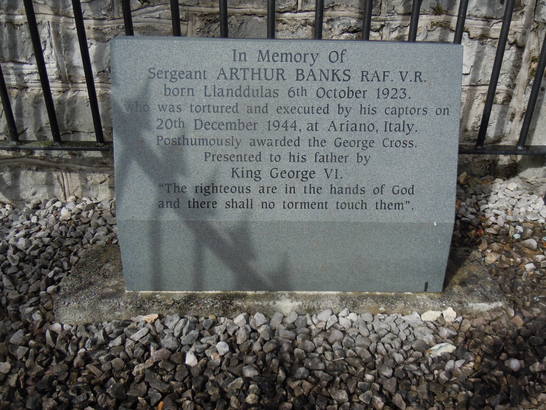 In Memory Of
Sergeant ARTHUR BANKS RAF. V.R.
born Llanddulas 6th October 1923.
who was tortured and executed by his captors on
20th December 1944, at Ariano, Italy.
Posthumously awarded the George Cross.
Presented to his father by
King George VI.
"The righteous are in the hands of God
and there shall no torment touch them".